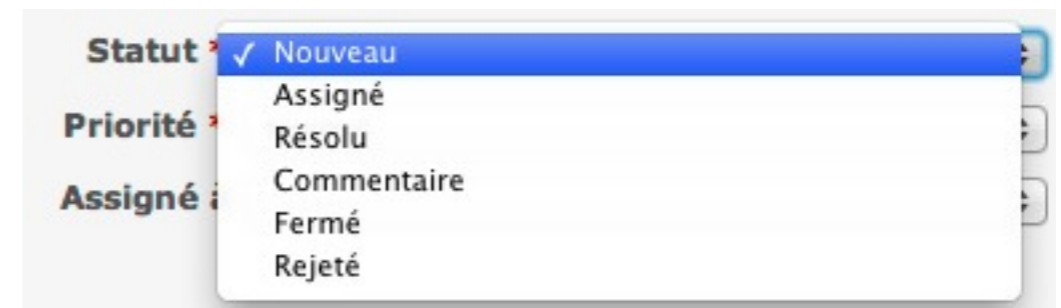 Statut *
✓ Nouveau
Assigné
Priorité *
Résolu
Commentaire
Assigné à
Fermé
Rejeté